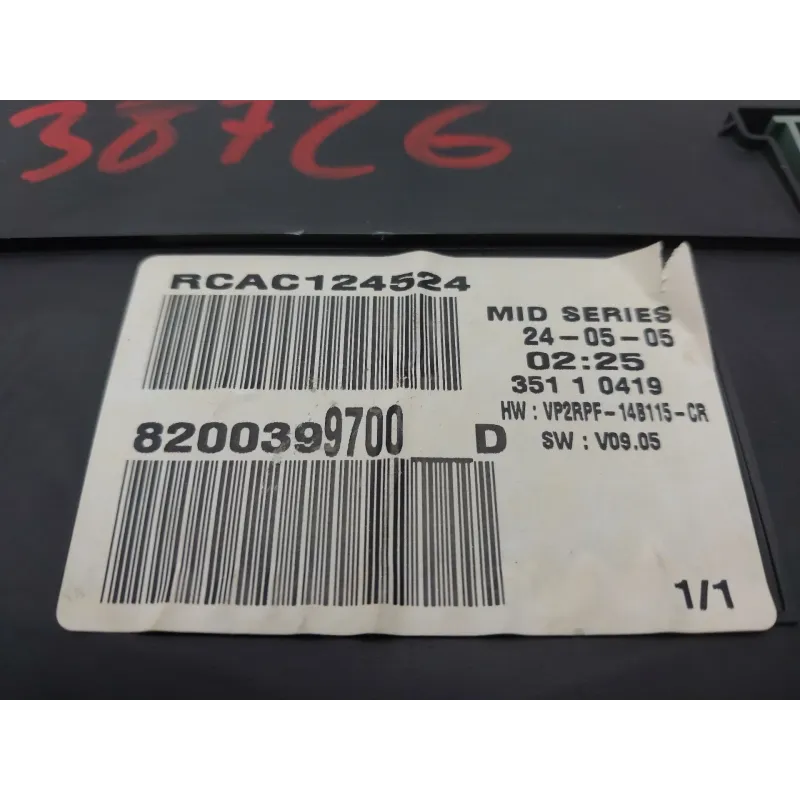 38726
RCAC124524
MID SERIES
24-05-05
02:25
351 1 0419
HW : VP2RPF-14B115-CR
SW : V09.05
8200399700___D
1/1